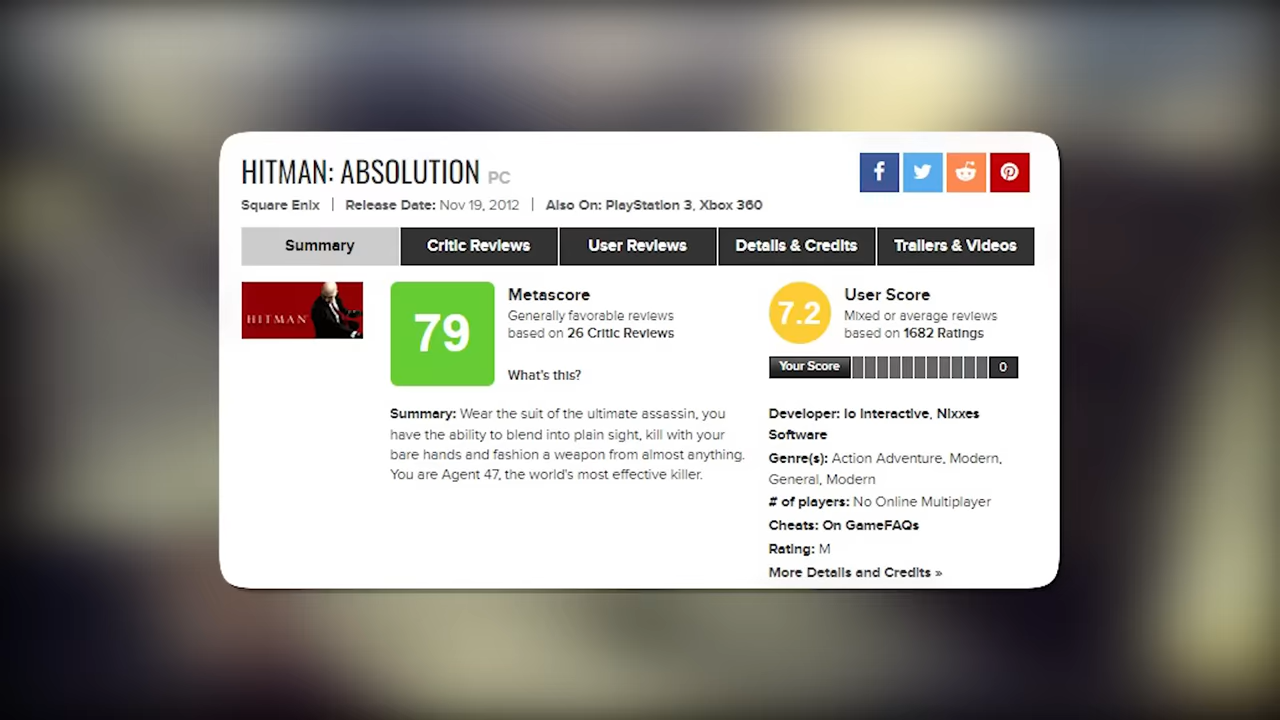 HITMAN: ABSOLUTION PC
Square Enix | Release Date: Nov 19, 2012 | Also On: PlayStation 3, Xbox 360
Summary Critic Reviews User Reviews Details & Credits Trailers & Videos
HITMAN
79
Metascore
Generally favorable reviews
based on 26 Critic Reviews
What's this?
Summary: Wear the suit of the ultimate assassin, you
have the ability to blend into plain sight, kill with your
bare hands and fashion a weapon from almost anything.
You are Agent 47, the world's most effective killer.
7.2
User Score
Mixed or average reviews
based on 1682 Ratings
Your Score 0
Developer: Io Interactive, Nixxes
Software
Genre(s): Action Adventure, Modern,
General, Modern
# of players: No Online Multiplayer
Cheats: On GameFAQs
Rating: M
More Details and Credits »